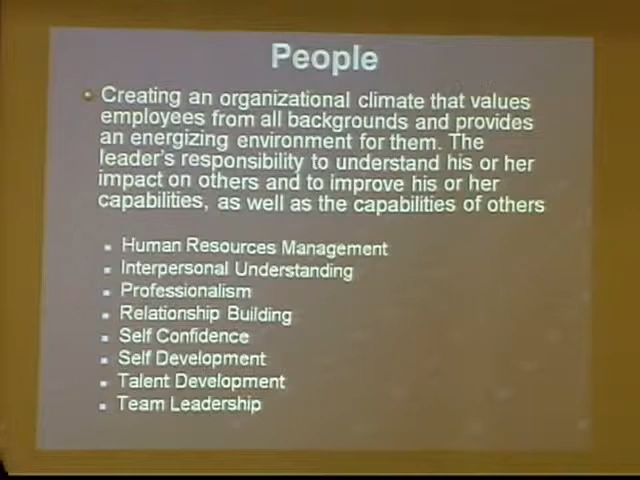 People
Creating an organizational climate that values
employees from all backgrounds and provides
an energizing environment for them. The
leader's responsibility to understand his or her
impact on others and to improve his or her
capabilities, as well as the capabilities of others
Human Resources Management
Interpersonal Understanding
Professionalism
Relationship Building
Self Confidence
Self Development
Talent Development
Team Leadership